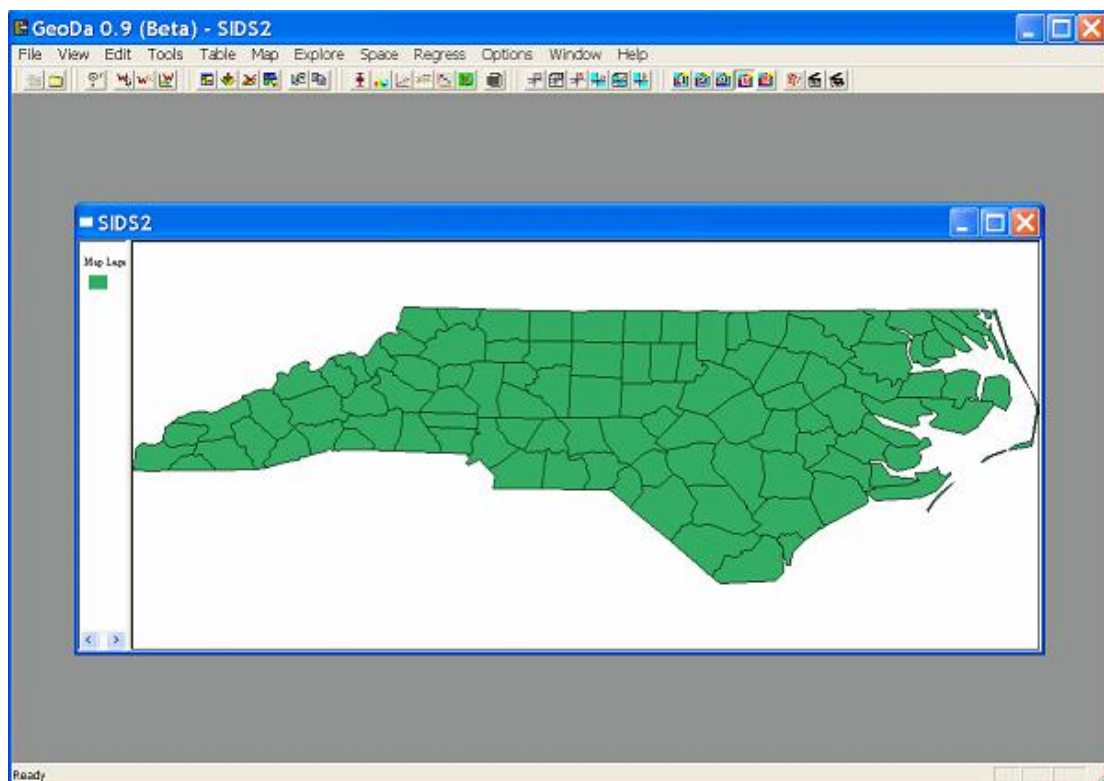 GeoDa 0.9 (Beta) - SIDS2
File View Edit Tools Table Map Explore Space Regress Options Window Help
SIDS2
Map
Ready